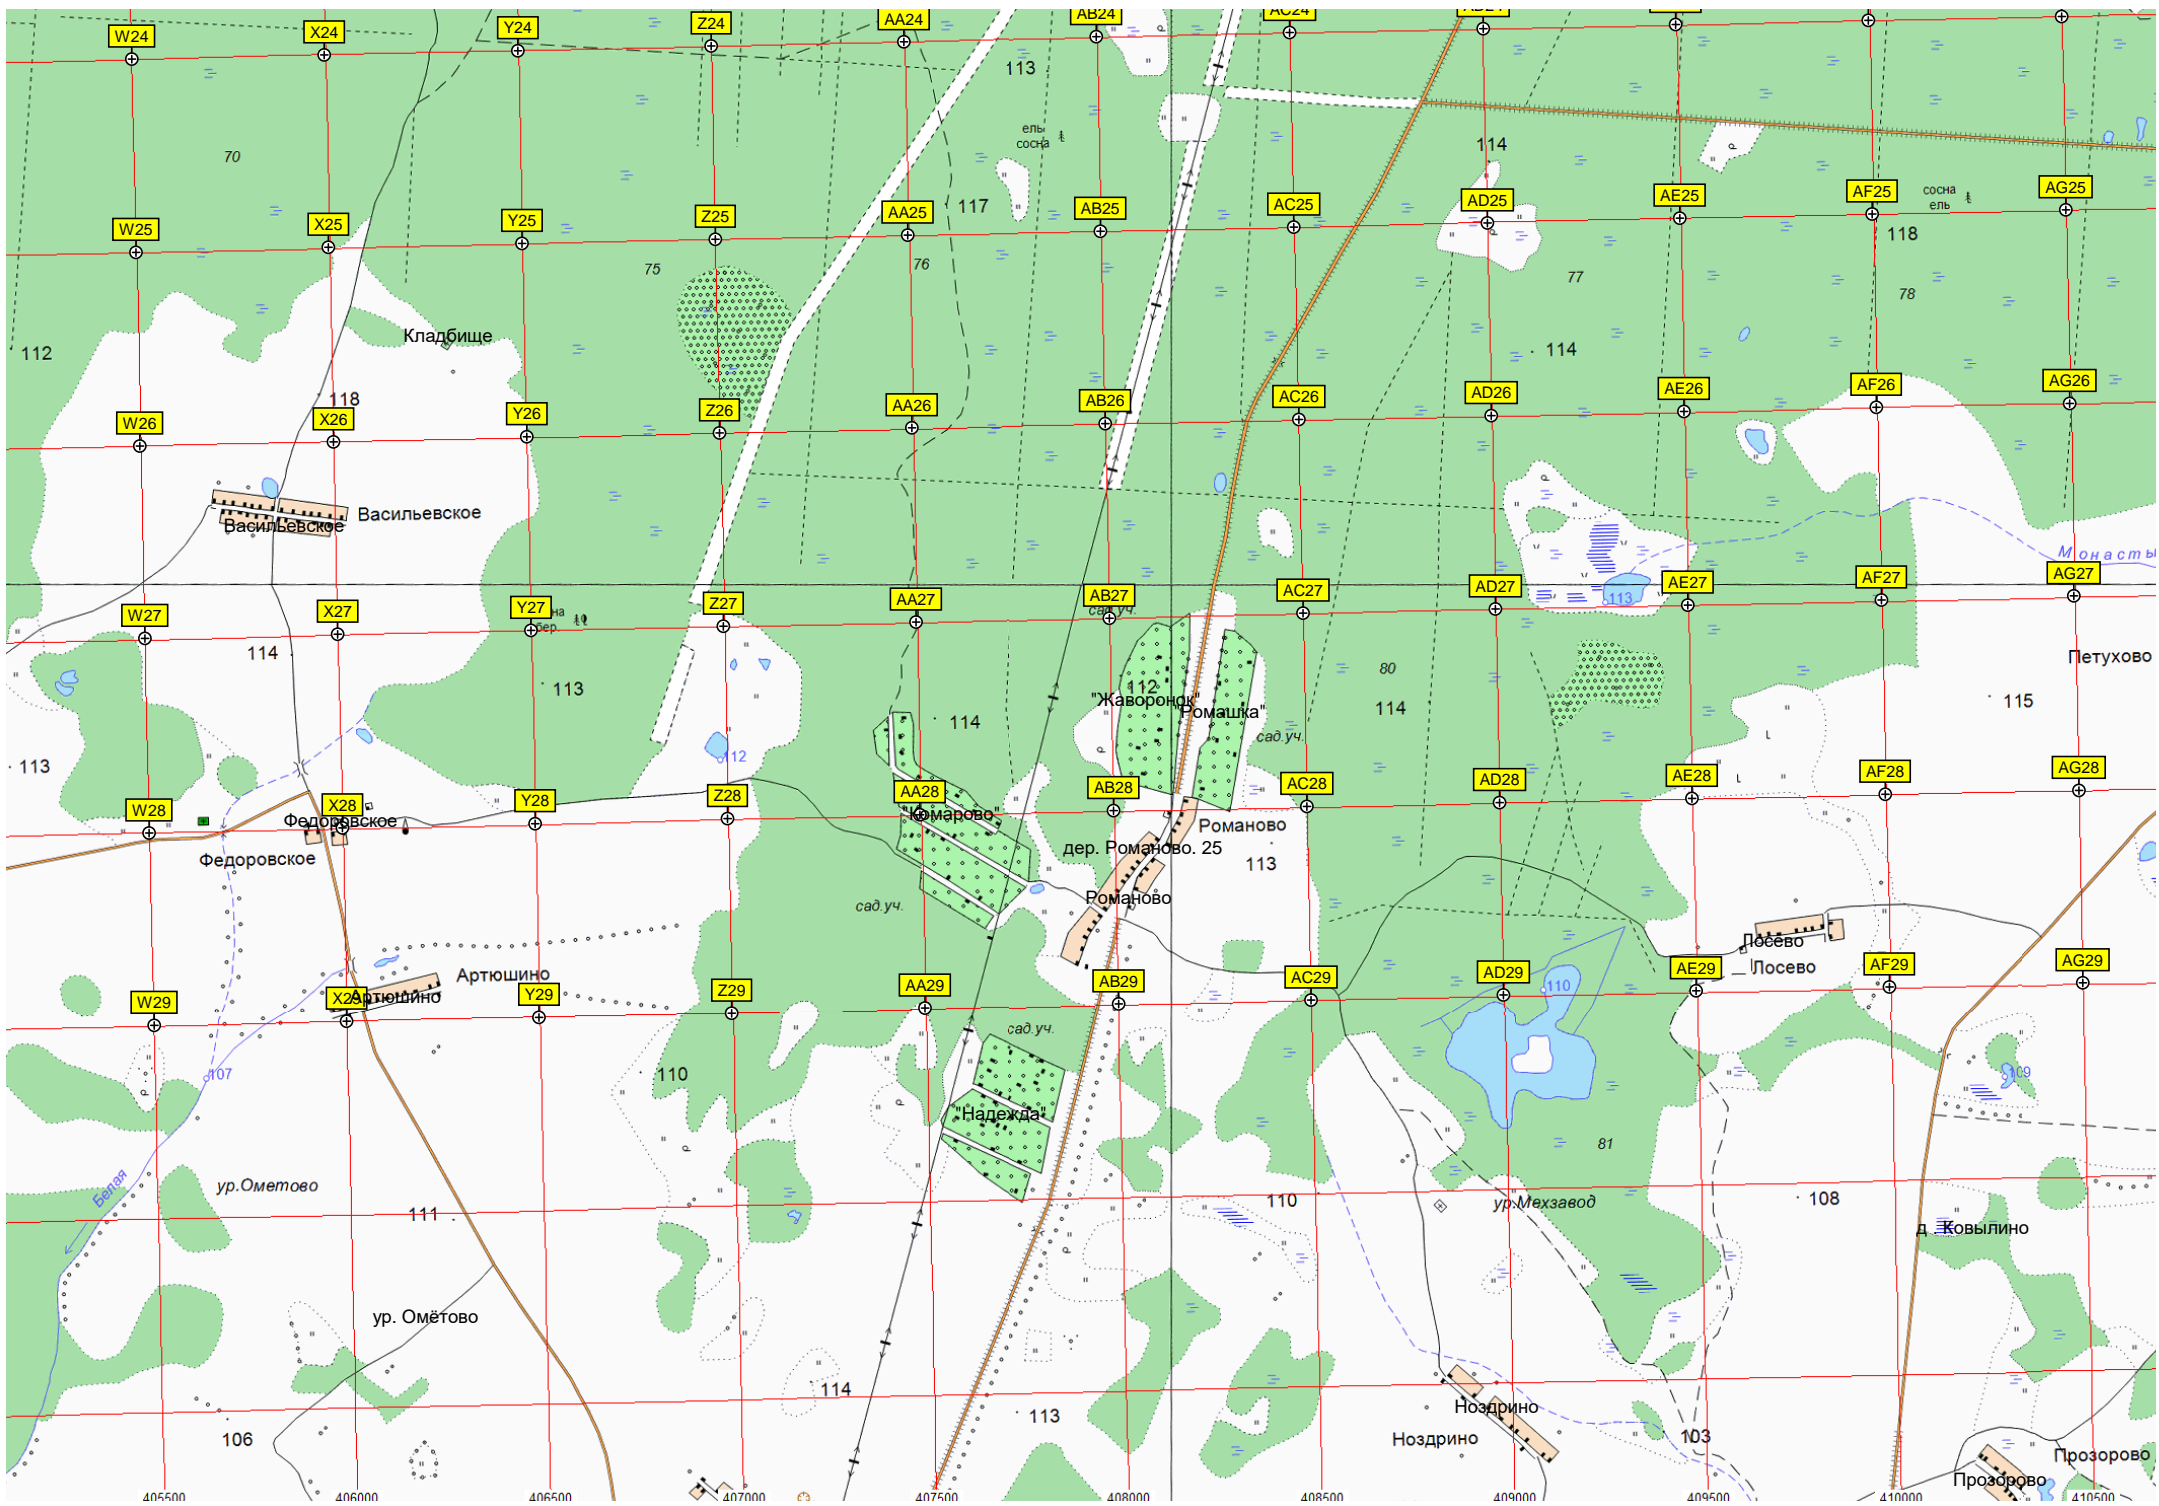 W24
X24
Y24
Z24
AA24
AB24
AC24
113
70
ель
сосна
114
117
W25
X25
Y25
Z25
AA25
AB25
AC25
AD25
AE25
AF25
AG25
сосна
ель
118
75
76
77
78
Кладбище
112
114
118
W26
X26
Y26
Z26
AA26
AB26
AC26
AD26
AE26
AF26
AG26
Васильевское
Васильевское
Монасты
W27
X27
Y27
Z27
AA27
AB27
AC27
AD27
AE27
AF27
AG27
на
бер.
сад.уч.
113
114
113
80
Петухово
112
"Жаворонок"
"Ромашка"
114
114
115
сад.уч.
113
112
W28
X28
Y28
Z28
AA28
AB28
AC28
AD28
AE28
AF28
AG28
Федоровское
"Комарово"
Романово
Федоровское
дер. Романово. 25
113
Романово
сад.уч.
Лосево
Лосево
Артюшино
Артюшино
W29
X29
Y29
Z29
AA29
AB29
AC29
AD29
AE29
AF29
AG29
110
сад.уч.
107
110
109
"Надежда"
81
Белая
ур.Ометово
110
ур.Мехзавод
108
111
д. Ковылино
ур. Омётово
114
Ноздрино
113
103
106
Ноздрино
Прозорово
Прозорово
405500
406000
406500
407000
407500
408000
408500
409000
409500
410000
410500